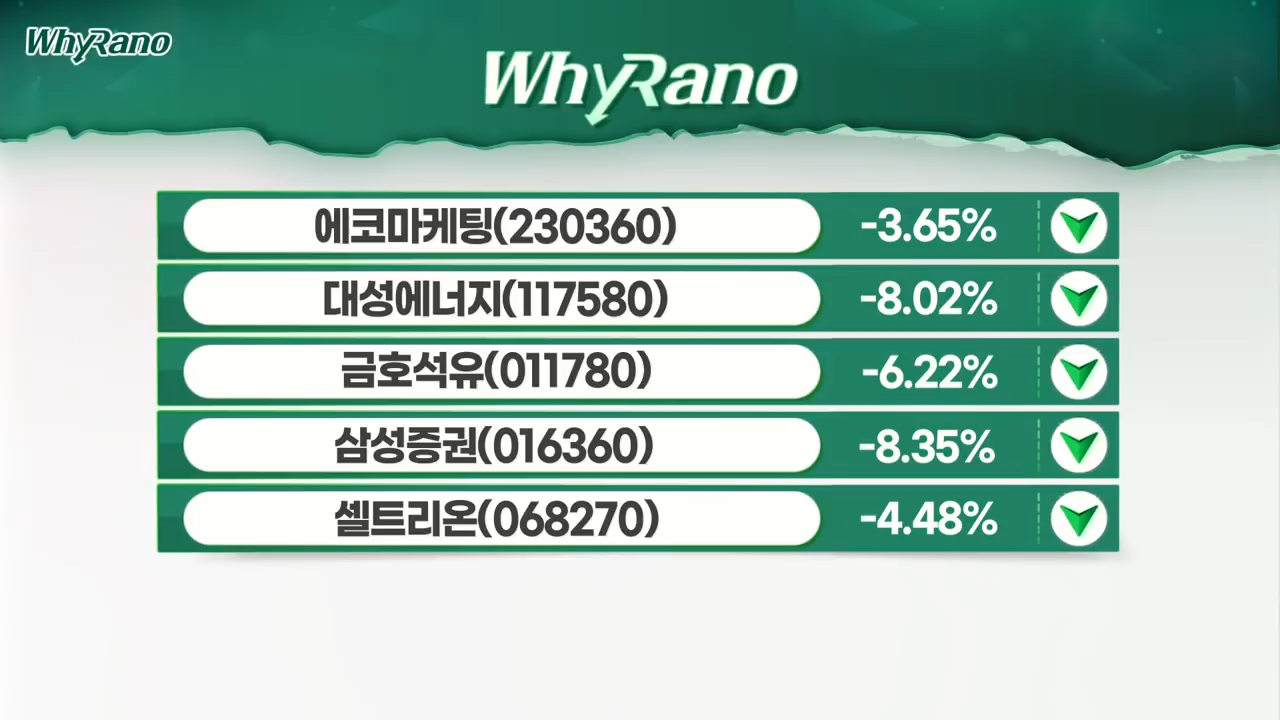 WhyRano
WhyRano
에코마케팅(230360) -3.65%
대성에너지(117580) -8.02%
금호석유(011780) -6.22%
삼성증권(016360) -8.35%
셀트리온(068270) -4.48%